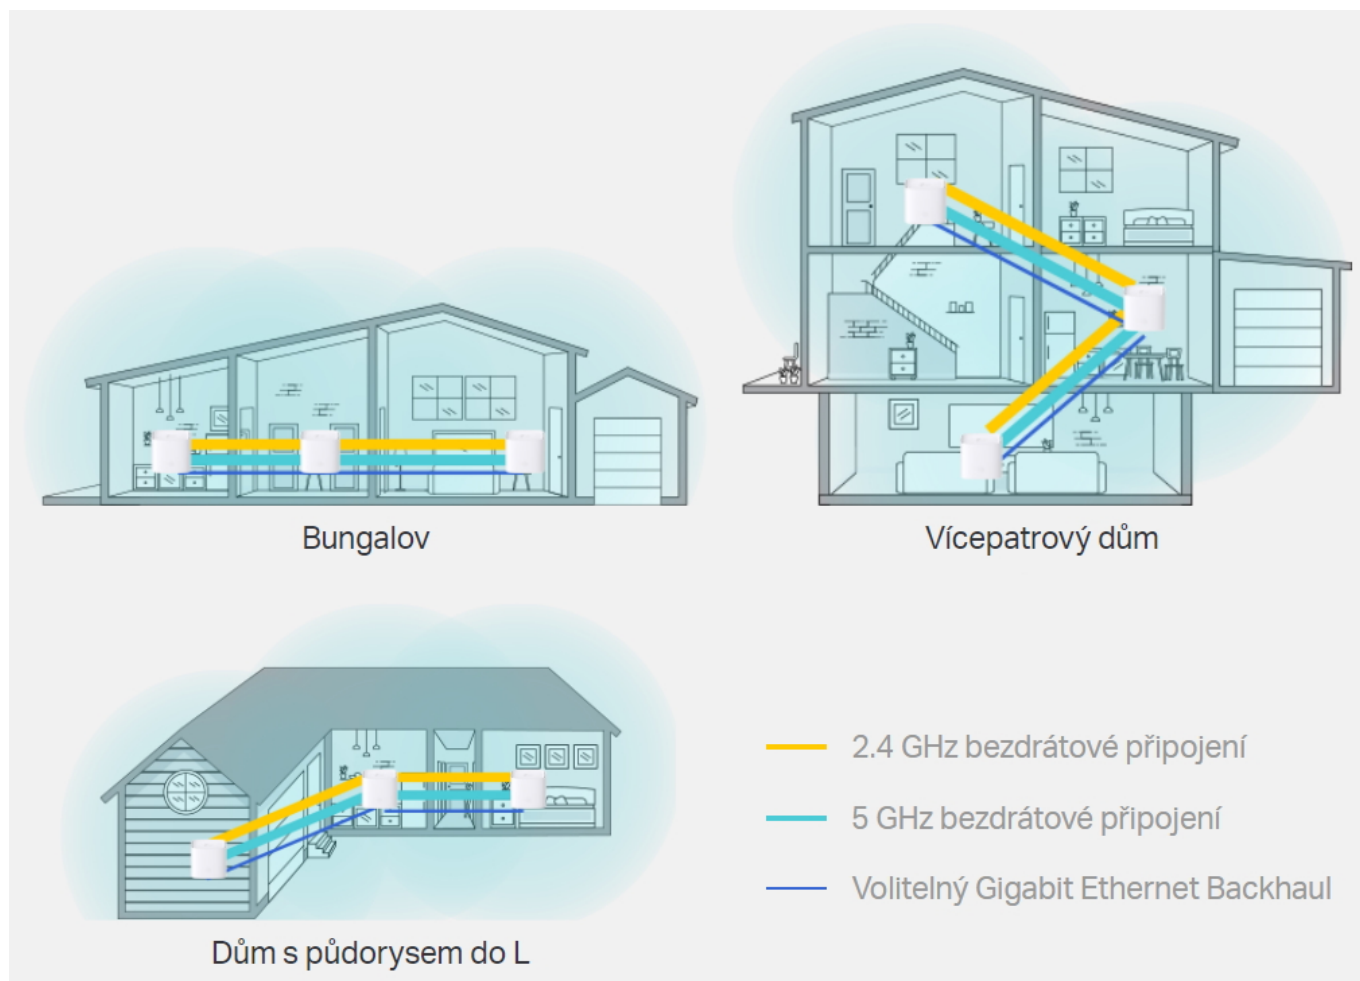 Bungalov
Vícepatrový dům
2.4 GHz bezdrátové připojení
5 GHz bezdrátové připojení
Volitelný Gigabit Ethernet Backhaul
Dům s půdorysem do L